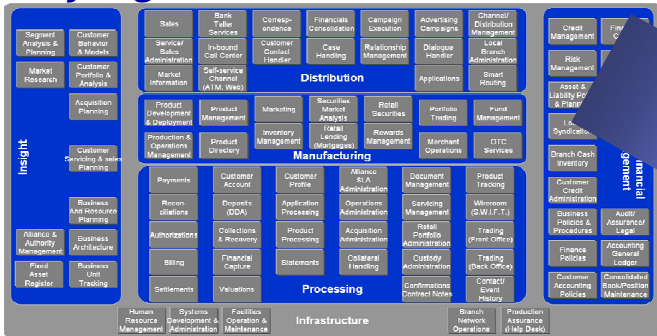 Segment
Analysis &
Planning
Customer
Behavior
& Models
Market
Research
Customer
Portfolio &
Analysis
Acquisition
Planning
Customer
Servicing & sales
Planning
Business
And Resource
Planning
Alliance &
Authority
Management
Business
Architecture
Fixed
Asset
Register
Business
Unit
Tracking
Insight
Sales
Bank
Teller
Services
Corresp-
ondence
Financials
Consolidation
Campaign
Execution
Advertising
Campaigns
Channel/
Distribution
Management
Service/
Sales
Administration
In-bound
Call Center
Customer
Contact
Handler
Case
Handling
Relationship
Management
Dialogue
Handler
Local
Branch
Administration
Market
Information
Self-service
Channel
(ATM, Web)
Applications
Smart
Routing
Distribution
Product
Development
& Deployment
Product
Management
Marketing
Securities
Market
Analysis
Retail
Securities
Portfolio
Trading
Fund
Management
Production &
Operations
Management
Product
Directory
Inventory
Management
Retail
Lending
(Mortgages)
Rewards
Management
Merchant
Operations
OTC
Services
Manufacturing
Payments
Customer
Account
Customer
Profile
Alliance
SLA
Administration
Document
Management
Product
Tracking
Recon
ciliations
Deposits
(DDA)
Application
Processing
Operations
Administration
Servicing
Management
Wireroom
(S.W.I.F.T.)
Authorizations
Collections
& Recovery
Product
Processing
Acquisition
Administration
Retail
Portfolio
Administration
Trading
(Front Office)
Billing
Financial
Capture
Statements
Collateral
Handling
Custody
Administration
Trading
(Back Office)
Settlements
Valuations
Confirmations
Contract Notes
Contact/
Event
History
Processing
Credit
Management
Risk
Management
Asset &
Liability
Branch Cash
Inventory
Customer
Credit
Administration
Business
Policies &
Procedures
Audit/
Assurance/
Legal
Finance
Policies
Accounting
General
Ledger
Customer
Accounting
Policies
Consolidated
Book/Position
Maintenance
Human
Resource
Management
Systems
Development &
Administration
Facilities
Operation &
Maintenance
Infrastructure
Branch
Network
Operations
Production
Assurance
(Help Desk)